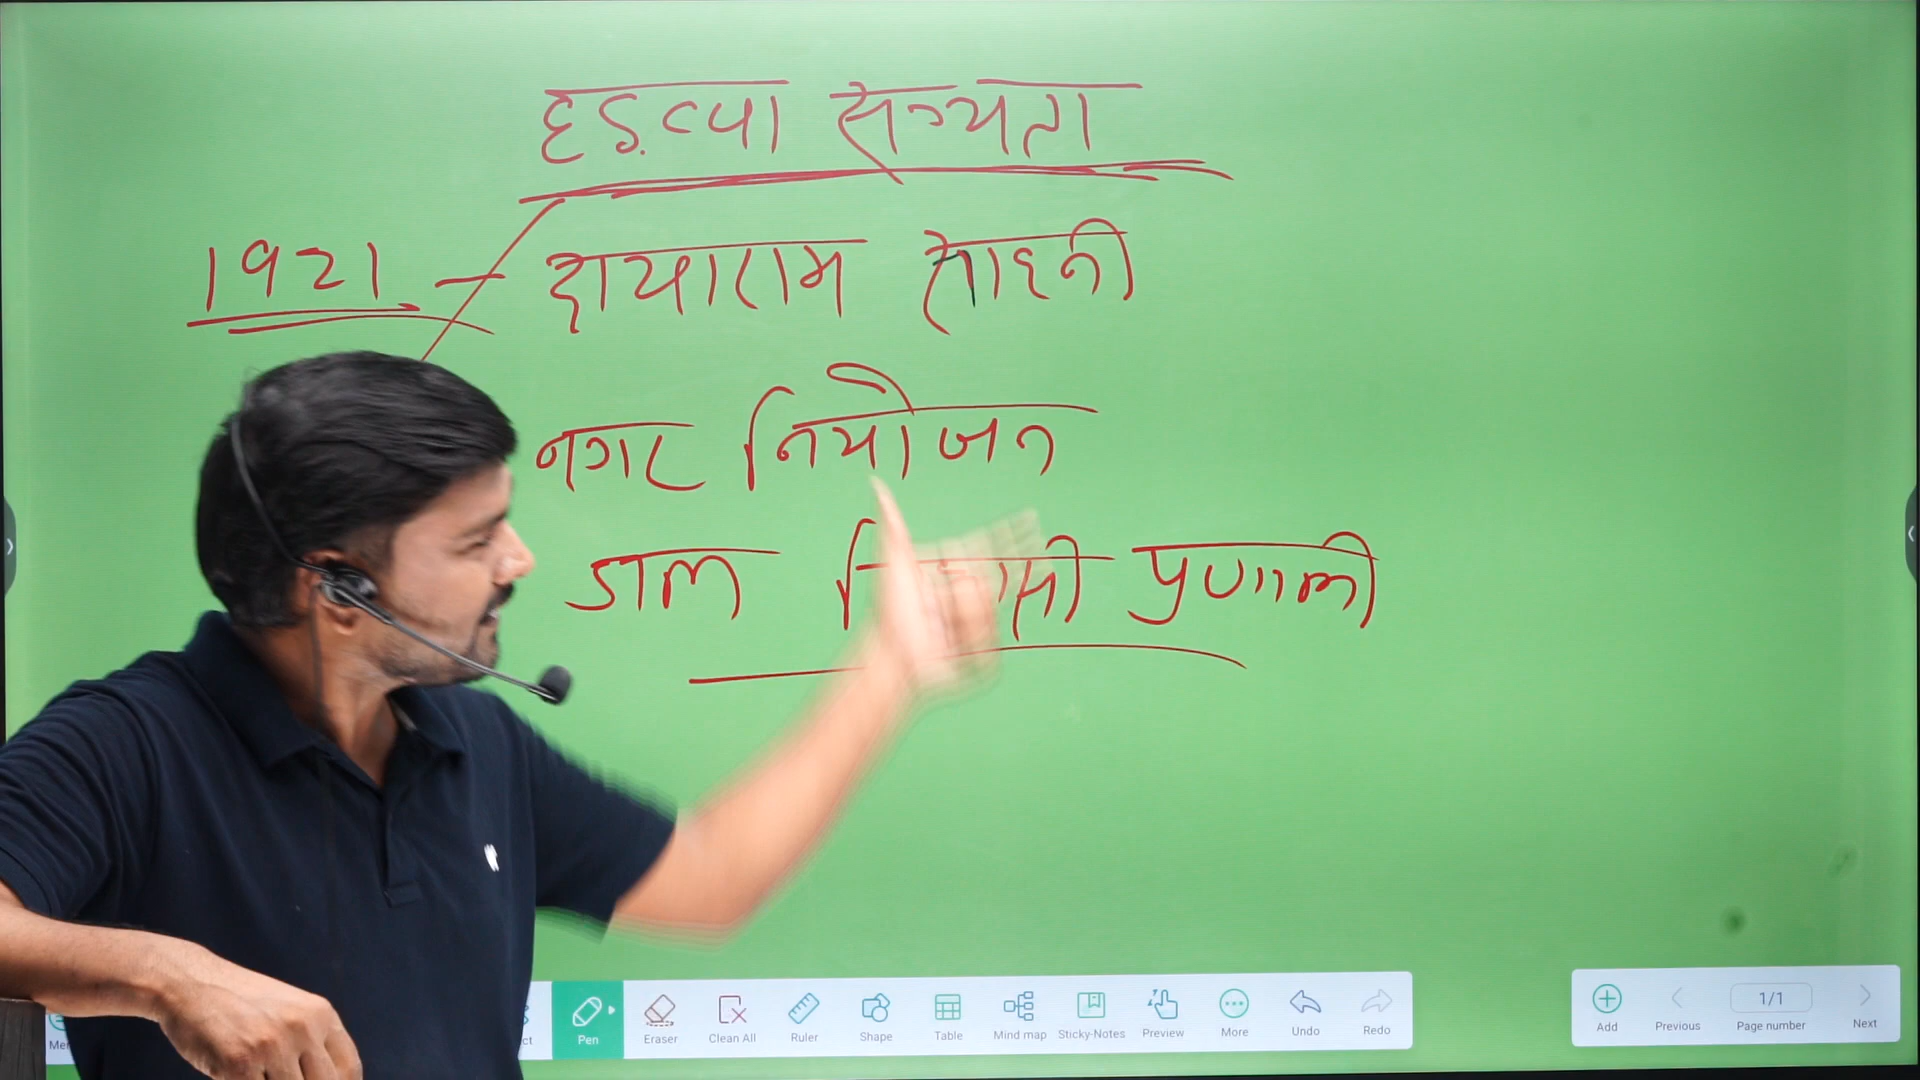 हड़प्पा सभ्यता
1921 - दयाराम साहनी
नगर नियोजन
जल प्रणाली
Pen
Eraser
Clean All
Ruler
Shape
Table
Mind map
Sticky-Notes
Preview
More
Undo
Redo
Add
Previous
1/1
Page number
Next